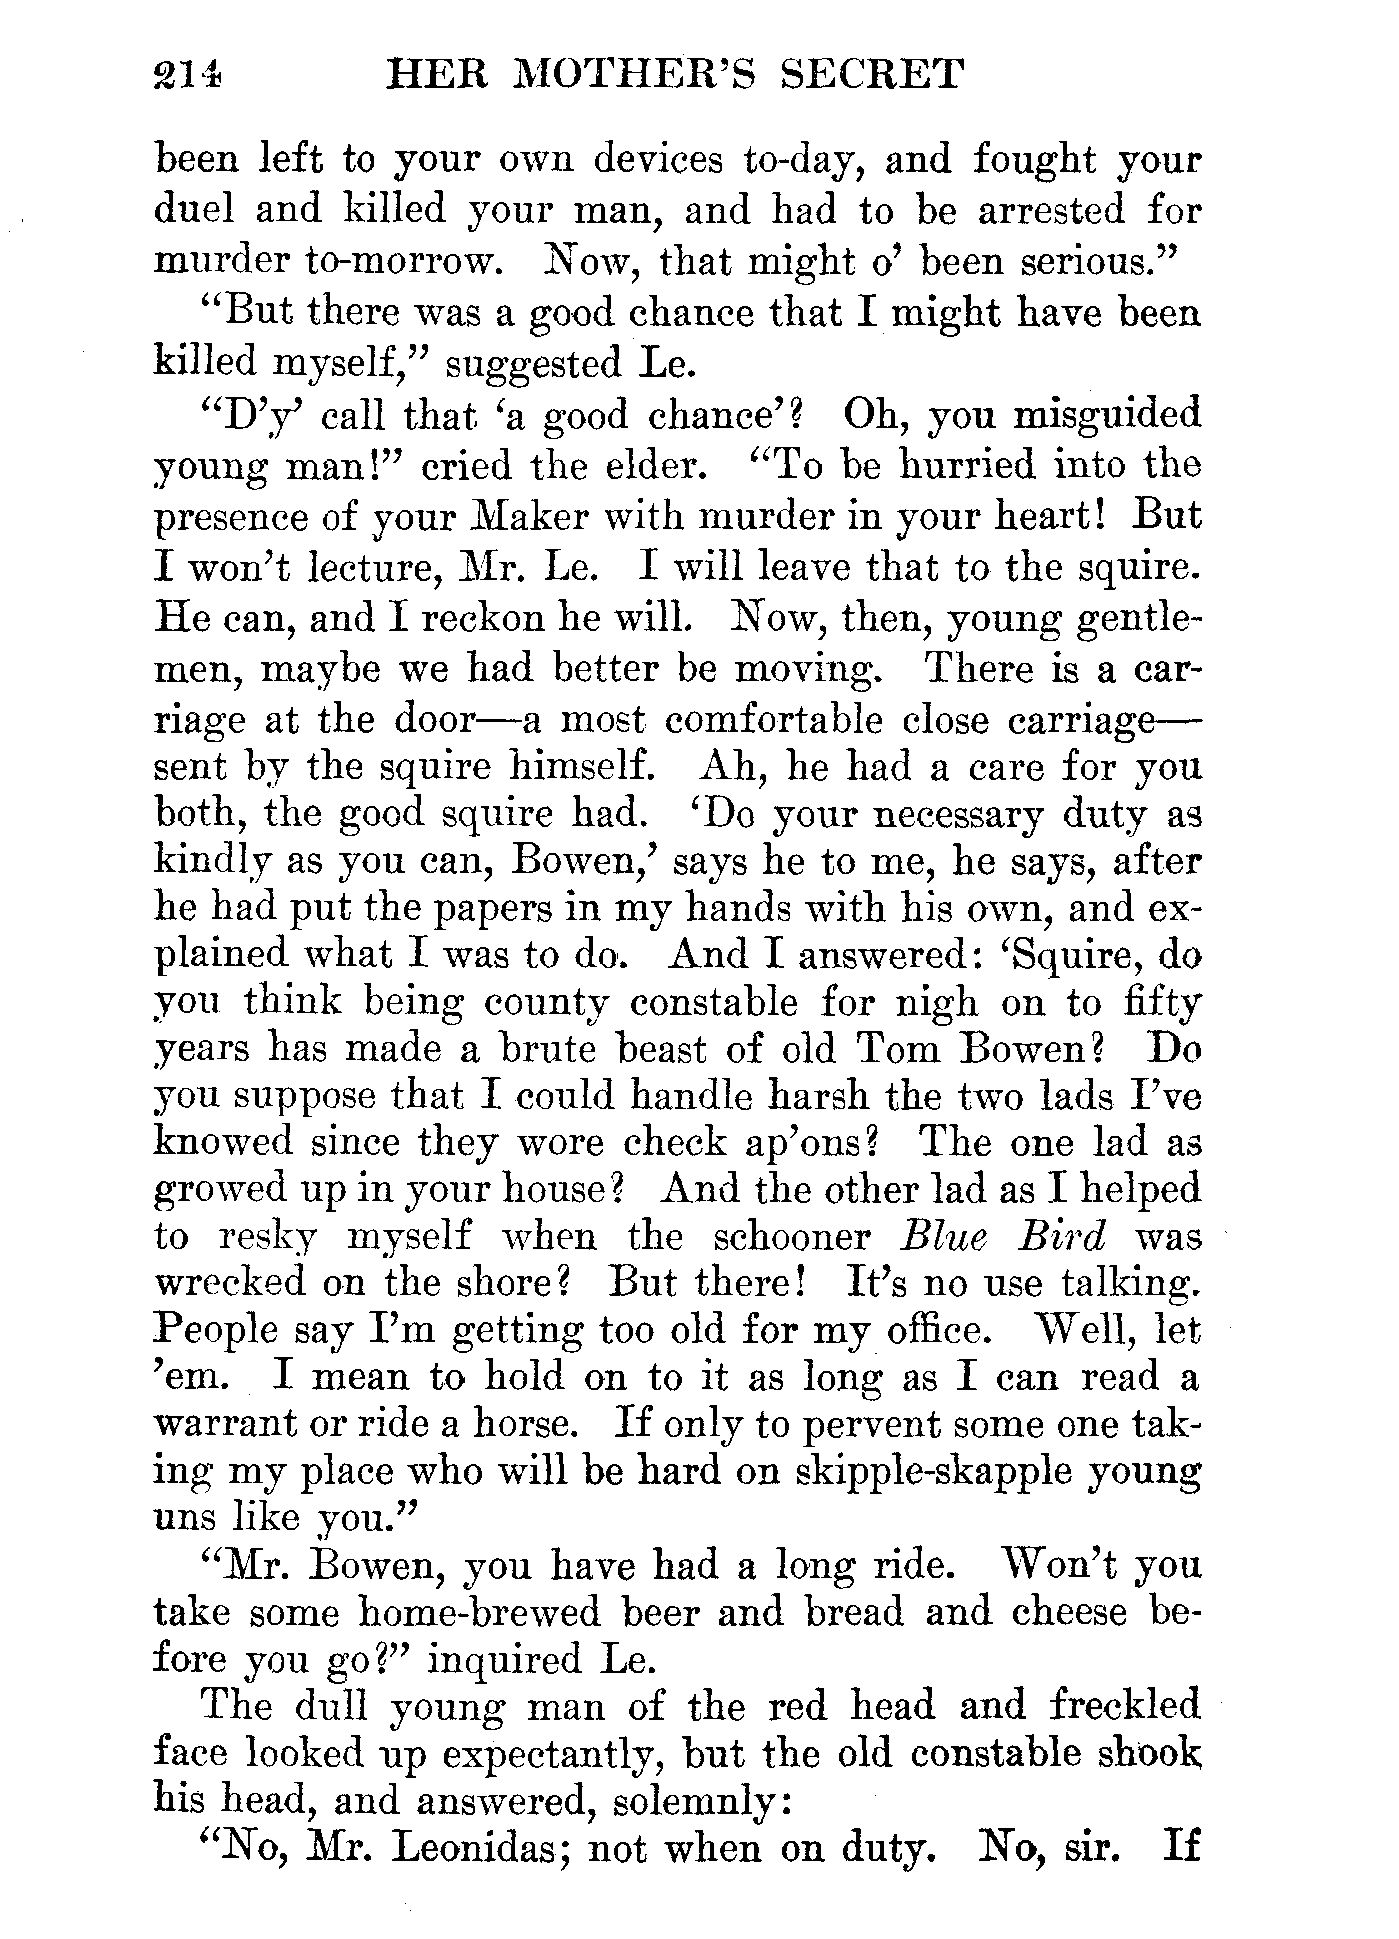 214 HER MOTHER'S SECRET
been left to your own devices to-day, and fought your
duel and killed your man, and had to be arrested for
murder to-morrow. Now, that might o' been serious."
"But there was a good chance that I might have been
killed myself," suggested Le.
"D'y' call that 'a good chance'? Oh, you misguided
young man!" cried the elder. "To be hurried into the
presence of your Maker with murder in your heart! But
I won't lecture, Mr. Le. I will leave that to the squire.
He can, and I reckon he will. Now, then, young gentle-
men, maybe we had better be moving. There is a car-
riage at the door—a most comfortable close carriage—
sent by the squire himself. Ah, he had a care for you
both, the good squire had. 'Do your necessary duty as
kindly as you can, Bowen,' says he to me, he says, after
he had put the papers in my hands with his own, and ex-
plained what I was to do. And I answered: 'Squire, do
you think being county constable for nigh on to fifty
years has made a brute beast of old Tom Bowen? Do
you suppose that I could handle harsh the two lads I've
knowed since they wore check ap'ons? The one lad as
growed up in your house? And the other lad as I helped
to resky myself when the schooner Blue Bird was
wrecked on the shore? But there! It's no use talking.
People say I'm getting too old for my office. Well, let
'em. I mean to hold on to it as long as I can read a
warrant or ride a horse. If only to pervent some one tak-
ing my place who will be hard on skipple-skapple young
uns like you."
"Mr. Bowen, you have had a long ride. Won't you
take some home-brewed beer and bread and cheese be-
fore you go?" inquired Le.
The dull young man of the red head and freckled
face looked up expectantly, but the old constable shook
his head, and answered, solemnly:
"No, Mr. Leonidas; not when on duty. No, sir. If